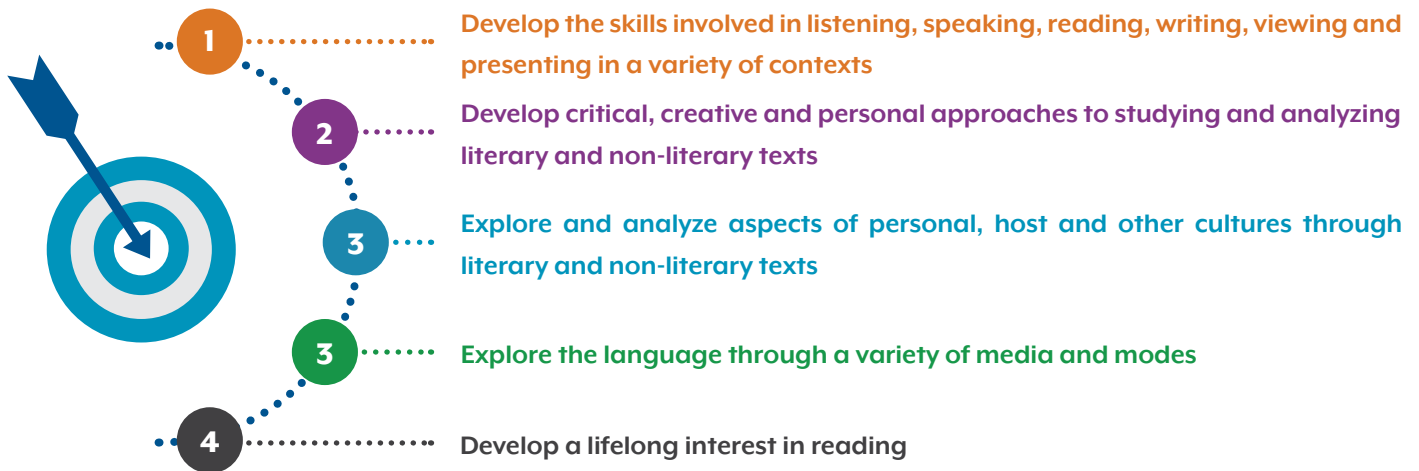 1 Develop the skills involved in listening, speaking, reading, writing, viewing and
presenting in a variety of contexts
2 Develop critical, creative and personal approaches to studying and analyzing
literary and non-literary texts
3 Explore and analyze aspects of personal, host and other cultures through
literary and non-literary texts
3 Explore the language through a variety of media and modes
4 Develop a lifelong interest in reading